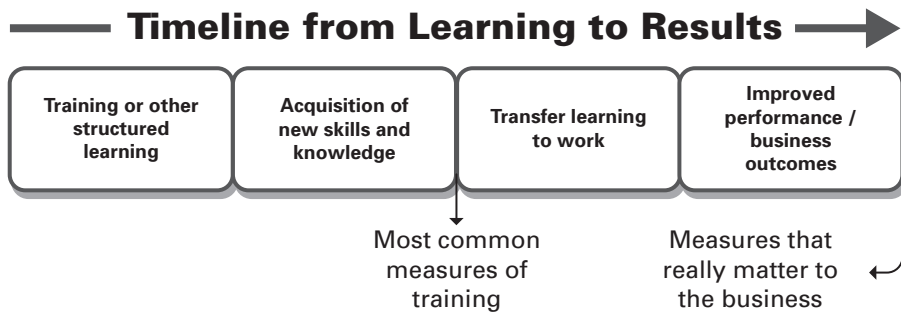 Timeline from Learning to Results
Training or other
structured
learning
Acquisition of
new skills and
knowledge
Transfer learning
to work
Improved
performance /
business
outcomes
Most common
measures of
training
Measures that
really matter to
the business